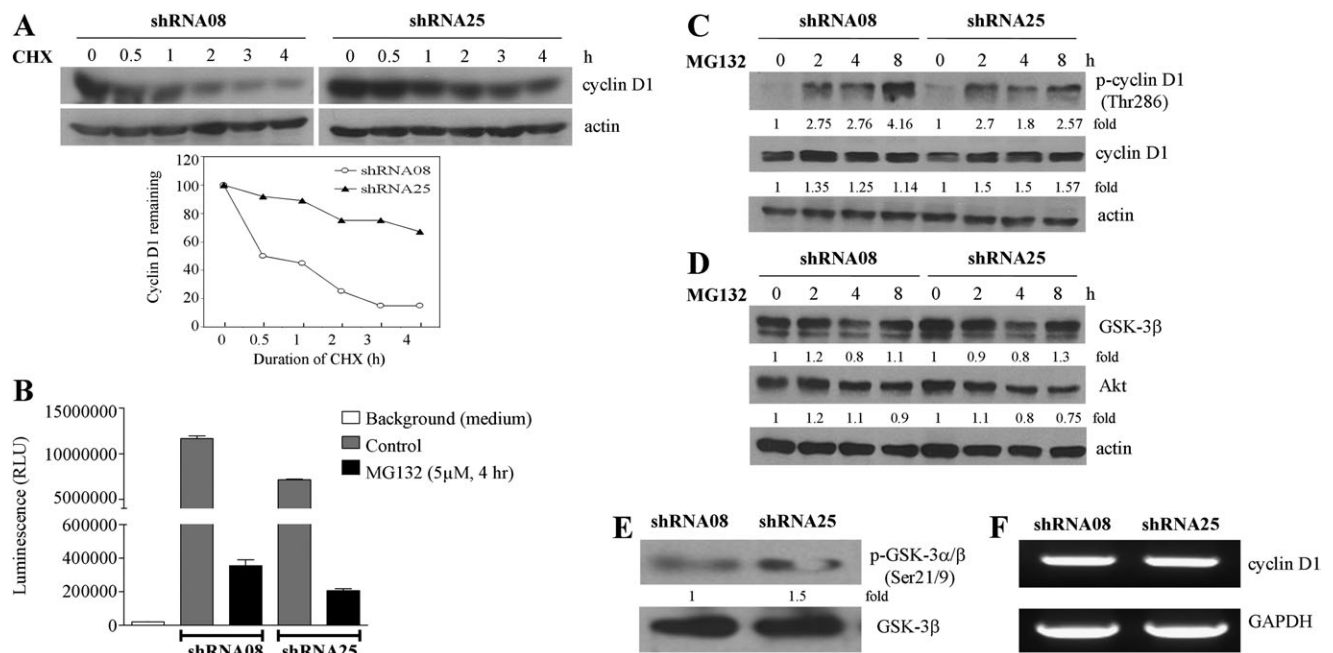 A
shRNA08 shRNA25
CHX 0 0.5 1 2 3 4 0 0.5 1 2 3 4 h
cyclin D1
actin
120
100
80
60
40
20
0
Cyclin D1 remaining
shRNA08
shRNA25
0 0.5 1 2 3 4
Duration of CHX (h)
B
15000000
10000000
5000000
600000
400000
200000
0
Luminescence (RLU)
Background (medium)
Control
MG132 (5µM, 4 hr)
shRNA08 shRNA25
C
shRNA08 shRNA25
MG132 0 2 4 8 0 2 4 8 h
p-cyclin D1
(Thr286)
1 2.75 2.76 4.16 1 2.7 1.8 2.57 fold
cyclin D1
1 1.35 1.25 1.14 1 1.5 1.5 1.57 fold
actin
D
shRNA08 shRNA25
MG132 0 2 4 8 0 2 4 8 h
GSK-3β
1 1.2 0.8 1.1 1 0.9 0.8 1.3 fold
Akt
1 1.2 1.1 0.9 1 1.1 0.8 0.75 fold
actin
E
shRNA08 shRNA25
p-GSK-3α/β
(Ser21/9)
1 1.5 fold
GSK-3β
F
shRNA08 shRNA25
cyclin D1
GAPDH